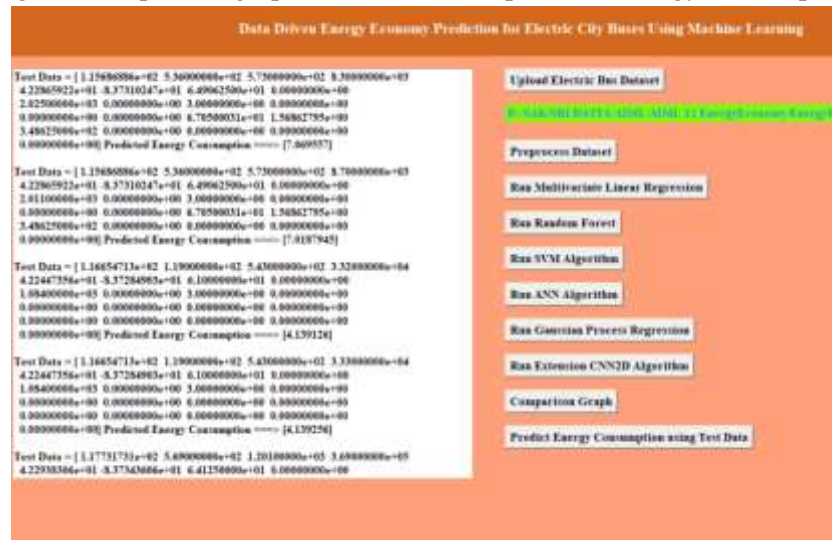 Data Driven Energy Economy Prediction for Electric City Buses Using Machine Learning
Test Data = [ 1.15686886e+02 5.36000000e+02 5.73000000e+02 8.30000000e+03
4.22865922e+01 -8.37310247e+01 6.49062500e+01 0.00000000e+00
2.02500000e+03 0.00000000e+00 3.00000000e+00 0.00000000e+00
0.00000000e+00 0.00000000e+00 6.70500031e+01 1.56862795e+00
3.48625000e+02 0.00000000e+00 0.00000000e+00 0.00000000e+00
0.00000000e+00] Predicted Energy Consumption ===> [7.069557]
Test Data = [ 1.15686886e+02 5.36000000e+02 5.73000000e+02 8.70000000e+03
4.22865922e+01 -8.37310247e+01 6.49062500e+01 0.00000000e+00
2.01100000e+03 0.00000000e+00 3.00000000e+00 0.00000000e+00
0.00000000e+00 0.00000000e+00 6.70500031e+01 1.56862795e+00
3.48625000e+02 0.00000000e+00 0.00000000e+00 0.00000000e+00
0.00000000e+00] Predicted Energy Consumption ===> [7.0187945]
Test Data = [ 1.16654713e+02 1.19000000e+02 5.43000000e+02 3.32000000e+04
4.22447356e+01 -8.37284903e+01 6.10000000e+01 0.00000000e+00
1.08400000e+03 0.00000000e+00 3.00000000e+00 0.00000000e+00
0.00000000e+00 0.00000000e+00 0.00000000e+00 0.00000000e+00
0.00000000e+00 0.00000000e+00 0.00000000e+00 0.00000000e+00
0.00000000e+00] Predicted Energy Consumption ===> [4.139126]
Test Data = [ 1.16654713e+02 1.19000000e+02 5.43000000e+02 3.33000000e+04
4.22447356e+01 -8.37284903e+01 6.10000000e+01 0.00000000e+00
1.08400000e+03 0.00000000e+00 3.00000000e+00 0.00000000e+00
0.00000000e+00 0.00000000e+00 0.00000000e+00 0.00000000e+00
0.00000000e+00 0.00000000e+00 0.00000000e+00 0.00000000e+00
0.00000000e+00] Predicted Energy Consumption ===> [4.139256]
Test Data = [ 1.17731731e+02 5.69000000e+02 1.20100000e+03 3.69000000e+05
4.22938306e+01 -8.37343606e+01 6.41250000e+01 0.00000000e+00
Upload Electric Bus Dataset
Preprocess Dataset
Run Multivariate Linear Regression
Run Random Forest
Run SVM Algorithm
Run ANN Algorithm
Run Gaussian Process Regression
Run Extension CNN2D Algorithm
Comparison Graph
Predict Energy Consumption using Test Data